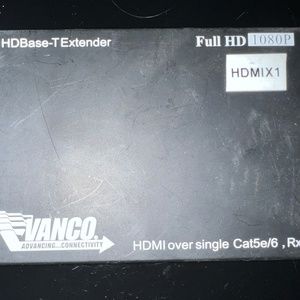 HDBase-T Extender
Full HD 1080P
HDMIX1
VANCO.
ADVANCING...CONNECTIVITY
HDMI over single Cat5e/6 , Rx